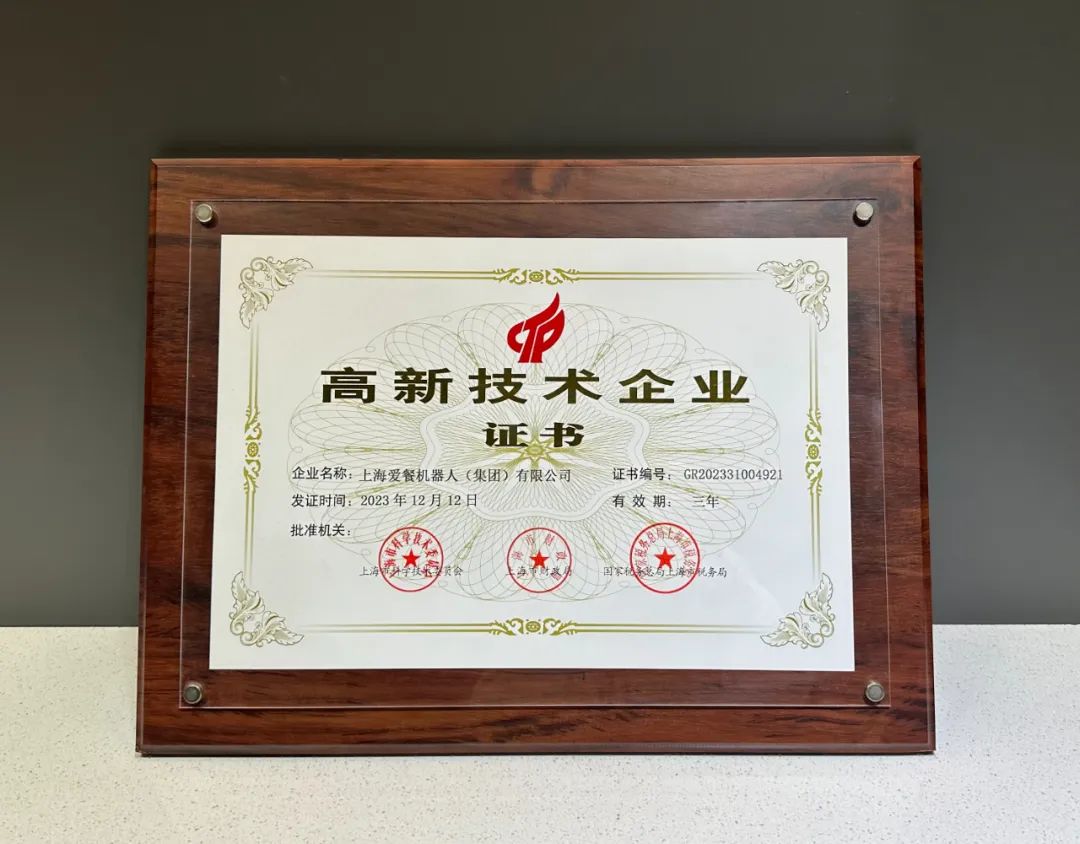 高新技术企业
证书
企业名称：上海爱餐机器人（集团）有限公司 证书编号：GR202331004921
发证时间：2023年12月12日 有效期：三年
批准机关：
上海市科学技术委员会 上海市财政局 国家税务总局上海市税务局